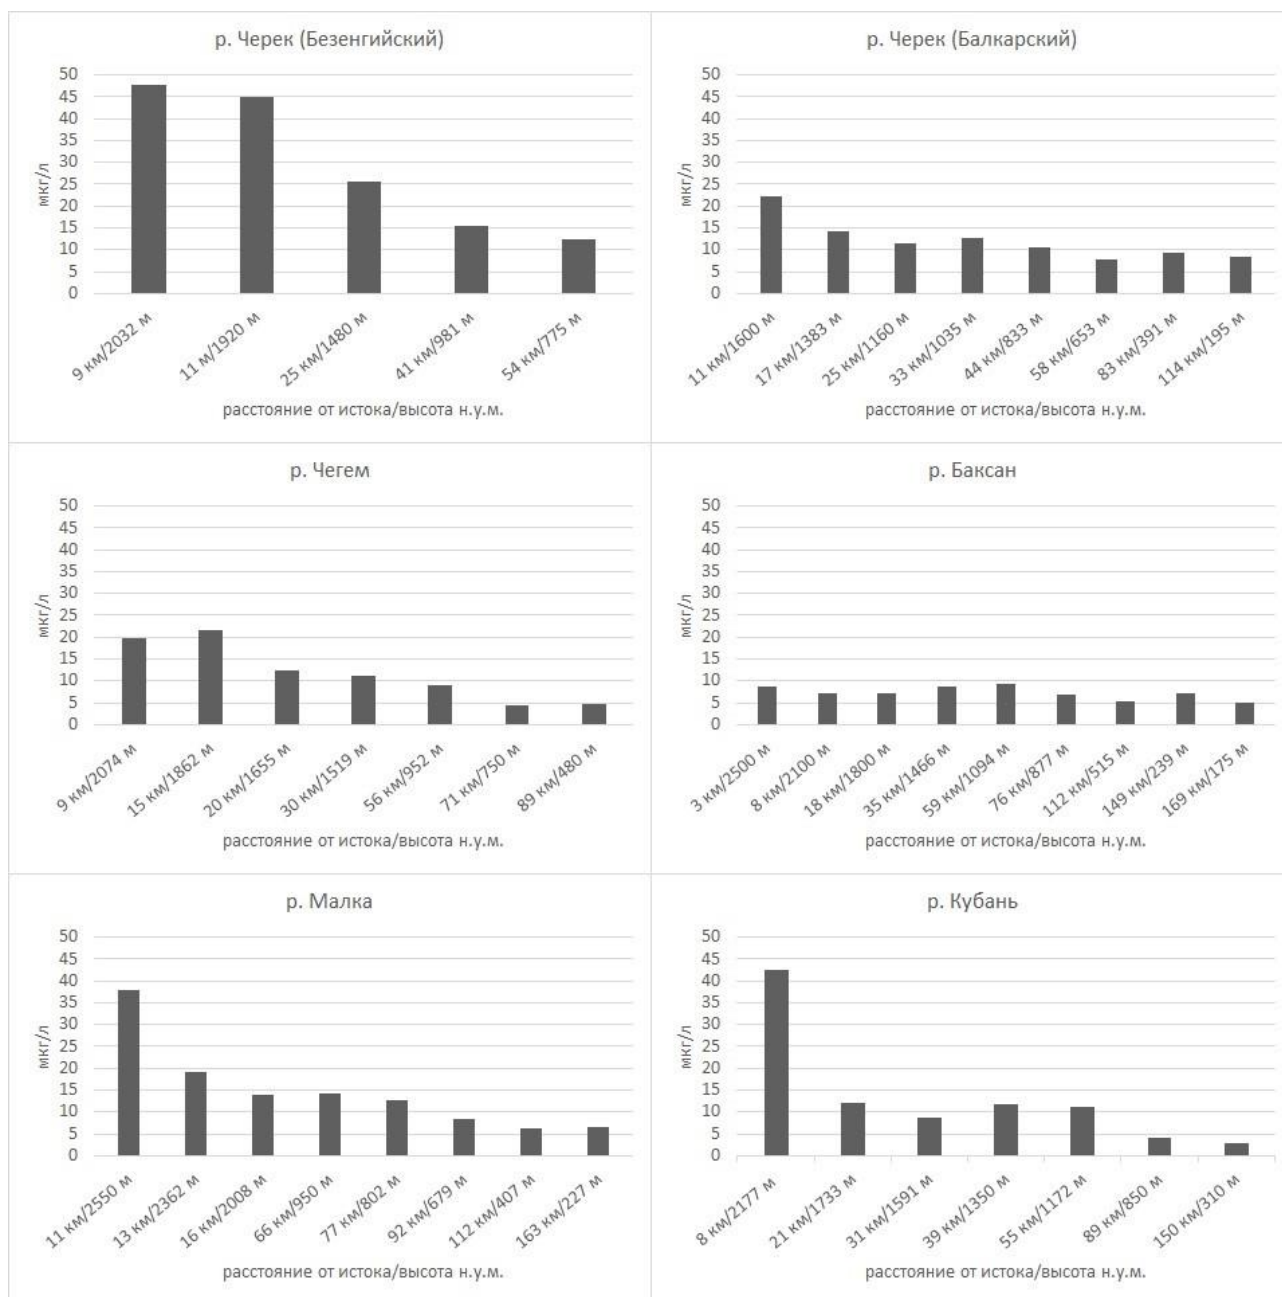 р. Черек (Безенгийский)
50
45
40
35
30
25
20
15
10
5
0
мкг/л
9 км/2032 м
11 м/1920 м
25 км/1480 м
41 км/981 м
54 км/775 м
расстояние от истока/высота н.у.м.
р. Черек (Балкарский)
50
45
40
35
30
25
20
15
10
5
0
мкг/л
11 км/1600 м
17 км/1383 м
25 км/1160 м
33 км/1035 м
44 км/833 м
58 км/653 м
83 км/391 м
114 км/195 м
расстояние от истока/высота н.у.м.
р. Чегем
50
45
40
35
30
25
20
15
10
5
0
мкг/л
9 км/2074 м
15 км/1862 м
20 км/1655 м
30 км/1519 м
56 км/952 м
71 км/750 м
89 км/480 м
расстояние от истока/высота н.у.м.
р. Баксан
50
45
40
35
30
25
20
15
10
5
0
мкг/л
3 км/2500 м
8 км/2100 м
18 км/1800 м
35 км/1466 м
59 км/1094 м
76 км/877 м
112 км/515 м
149 км/239 м
169 км/175 м
расстояние от истока/высота н.у.м.
р. Малка
50
45
40
35
30
25
20
15
10
5
0
мкг/л
11 км/2550 м
13 км/2362 м
16 км/2008 м
66 км/950 м
77 км/802 м
92 км/679 м
112 км/407 м
163 км/227 м
расстояние от истока/высота н.у.м.
р. Кубань
50
45
40
35
30
25
20
15
10
5
0
мкг/л
8 км/2177 м
21 км/1733 м
31 км/1591 м
39 км/1350 м
55 км/1172 м
89 км/850 м
150 км/310 м
расстояние от истока/высота н.у.м.